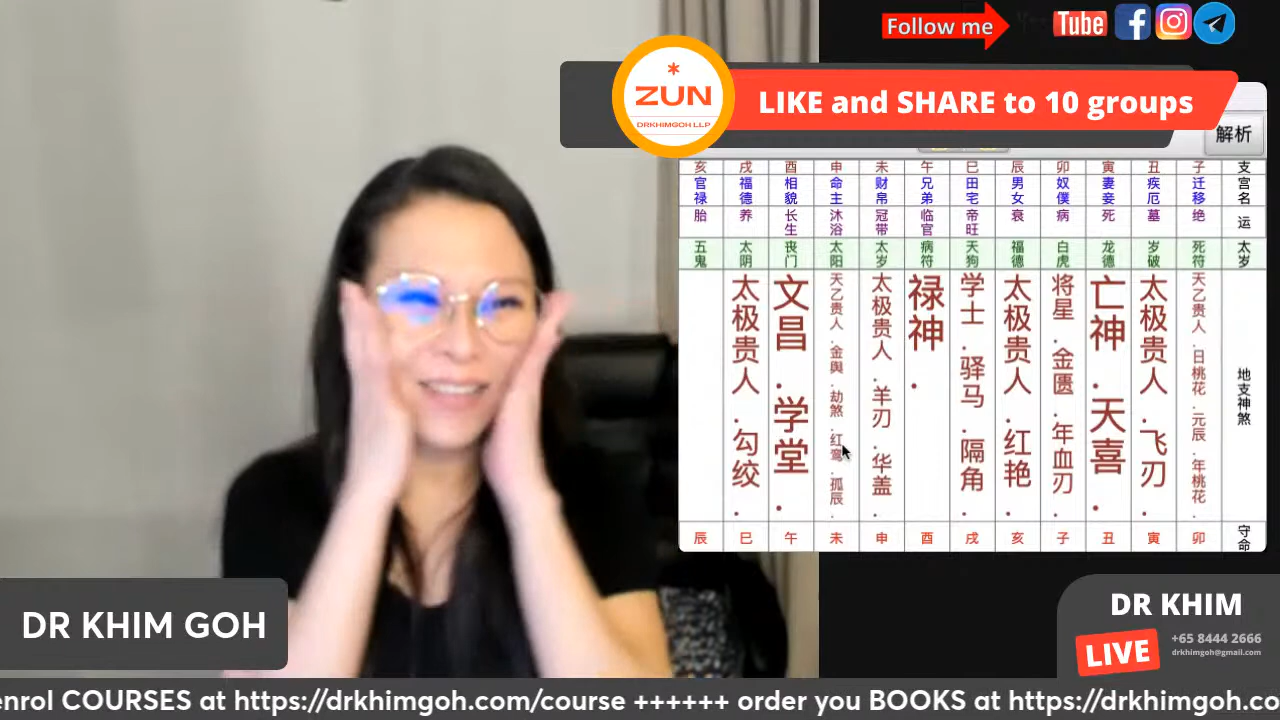 Follow me
Tube
ZUN
DRKHIMGOH LLP
LIKE and SHARE to 10 groups
解析
亥 戌 酉 申 未 午 巳 辰 卯 寅 丑 子 支
官禄 福德 相貌 命主 财帛 兄弟 田宅 男女 奴僕 妻妾 疾厄 迁移 宫名
胎 养 长生 沐浴 冠带 临官 帝旺 衰 病 死 墓 绝 运
五鬼 太阴 丧门 太阳 太岁 病符 天狗 福德 白虎 龙德 岁破 死符 太岁
太极贵人 . 勾绞 .
文昌 . 学堂 .
天乙贵人 . 金舆 . 劫煞 . 红鸾 . 孤辰 .
太极贵人 . 羊刃 . 华盖 .
禄神 .
学士 . 驿马 . 隔角 .
太极贵人 . 红艳 .
将星 . 金匮 . 年血刃 .
亡神 . 天喜 .
太极贵人 . 飞刃 .
天乙贵人 . 日桃花 . 元辰 . 年桃花 .
地支神煞
辰 巳 午 未 申 酉 戌 亥 子 丑 寅 卯 守命
DR KHIM GOH
DR KHIM
LIVE
+65 8444 2666
drkhimgoh@gmail.com
enrol COURSES at https://drkhimgoh.com/course ++++++ order you BOOKS at https://drkhimgoh.co